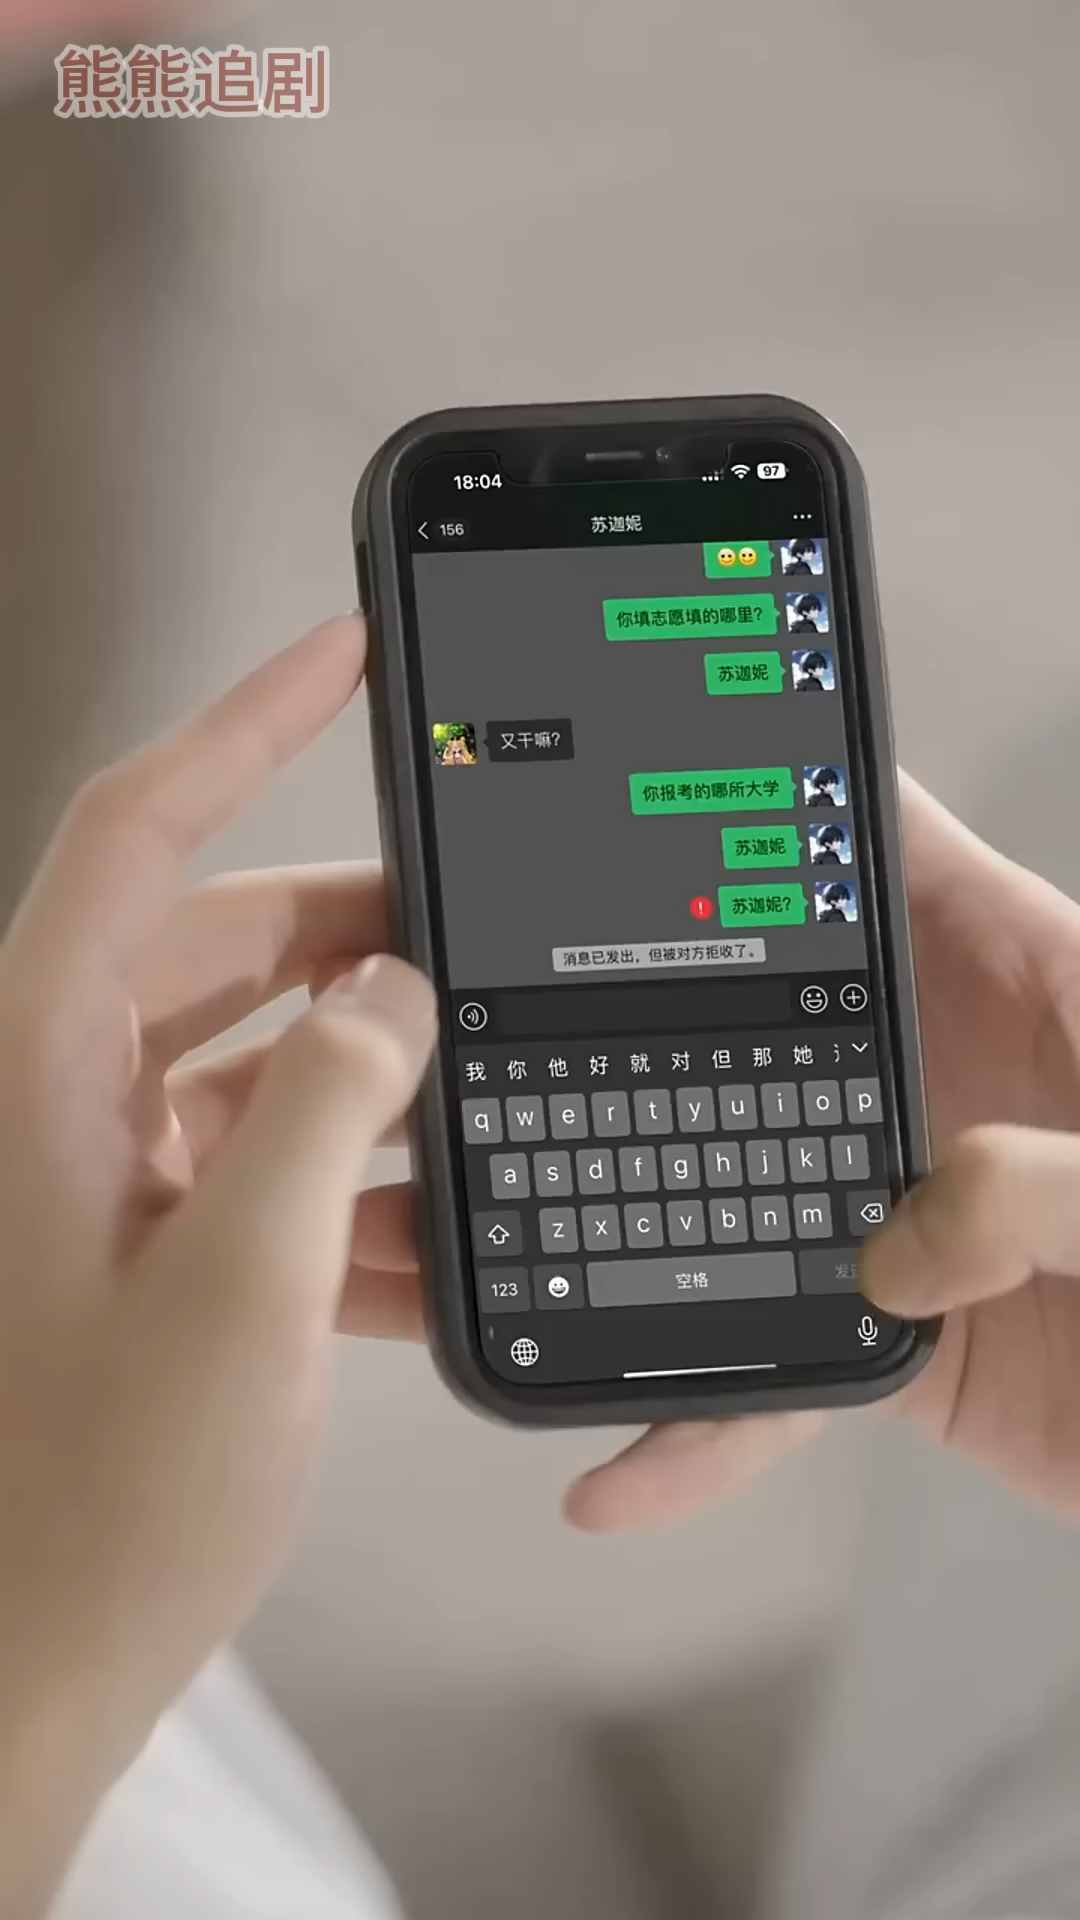 熊熊追剧
18:04
97
156
苏迦妮
你填志愿填的哪里?
苏迦妮
又干嘛?
你报考的哪所大学
苏迦妮
苏迦妮?
消息已发出，但被对方拒收了。
我 你 他 好 就 对 但 那 她
q w e r t y u i o p
a s d f g h j k l
z x c v b n m
123 空格 发